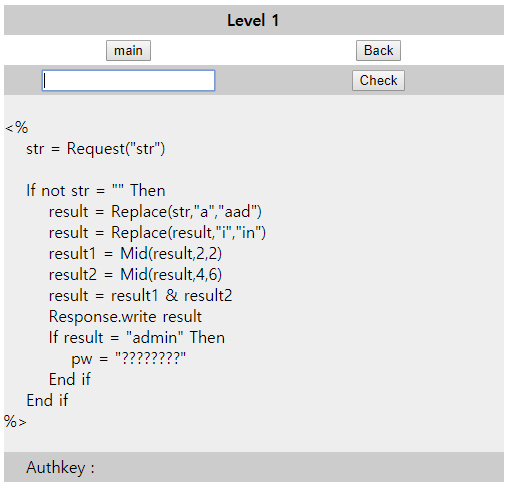 Level 1
main Back
Check
<%
str = Request("str")
If not str = "" Then
result = Replace(str,"a","aad")
result = Replace(result,"i","in")
result1 = Mid(result,2,2)
result2 = Mid(result,4,6)
result = result1 & result2
Response.write result
If result = "admin" Then
pw = "????????"
End if
End if
%>
Authkey :